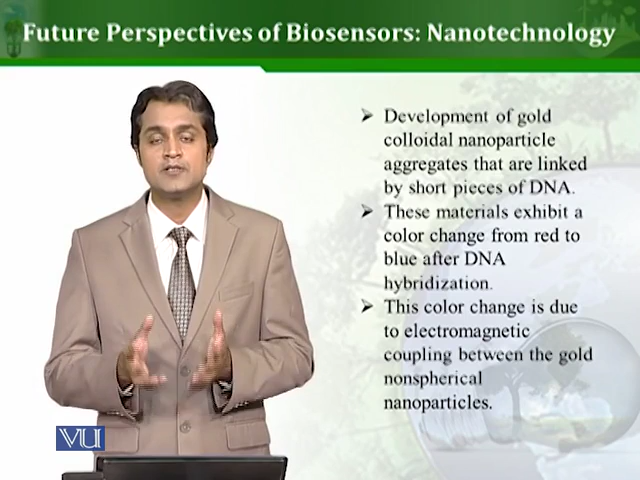 Future Perspectives of Biosensors: Nanotechnology
➢ Development of gold
colloidal nanoparticle
aggregates that are linked
by short pieces of DNA.
➢ These materials exhibit a
color change from red to
blue after DNA
hybridization.
➢ This color change is due
to electromagnetic
coupling between the gold
nonspherical
nanoparticles.
VU